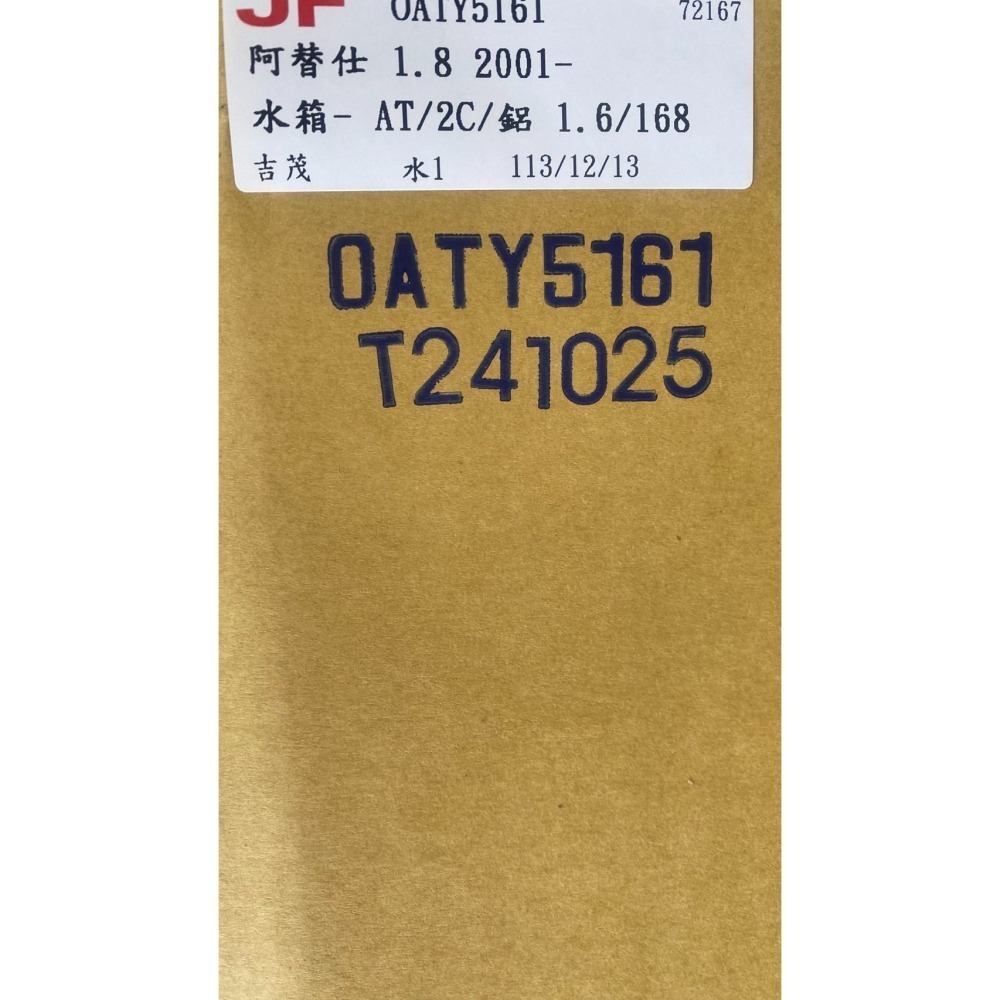 JF OATY5161 72167
阿替仕 1.8 2001-
水箱- AT/2C/鋁 1.6/168
吉茂 水1 113/12/13
OATY5161
T241025